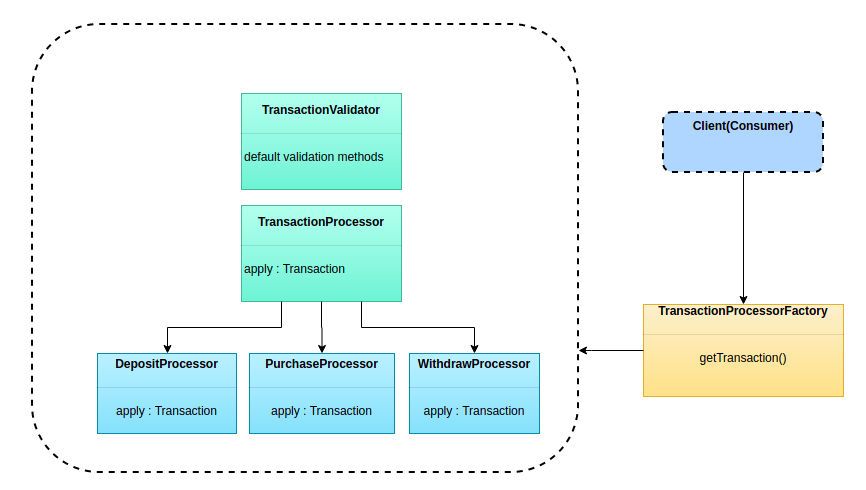 TransactionValidator
default validation methods
TransactionProcessor
apply : Transaction
DepositProcessor
apply : Transaction
PurchaseProcessor
apply : Transaction
WithdrawProcessor
apply : Transaction
Client(Consumer)
TransactionProcessorFactory
getTransaction()